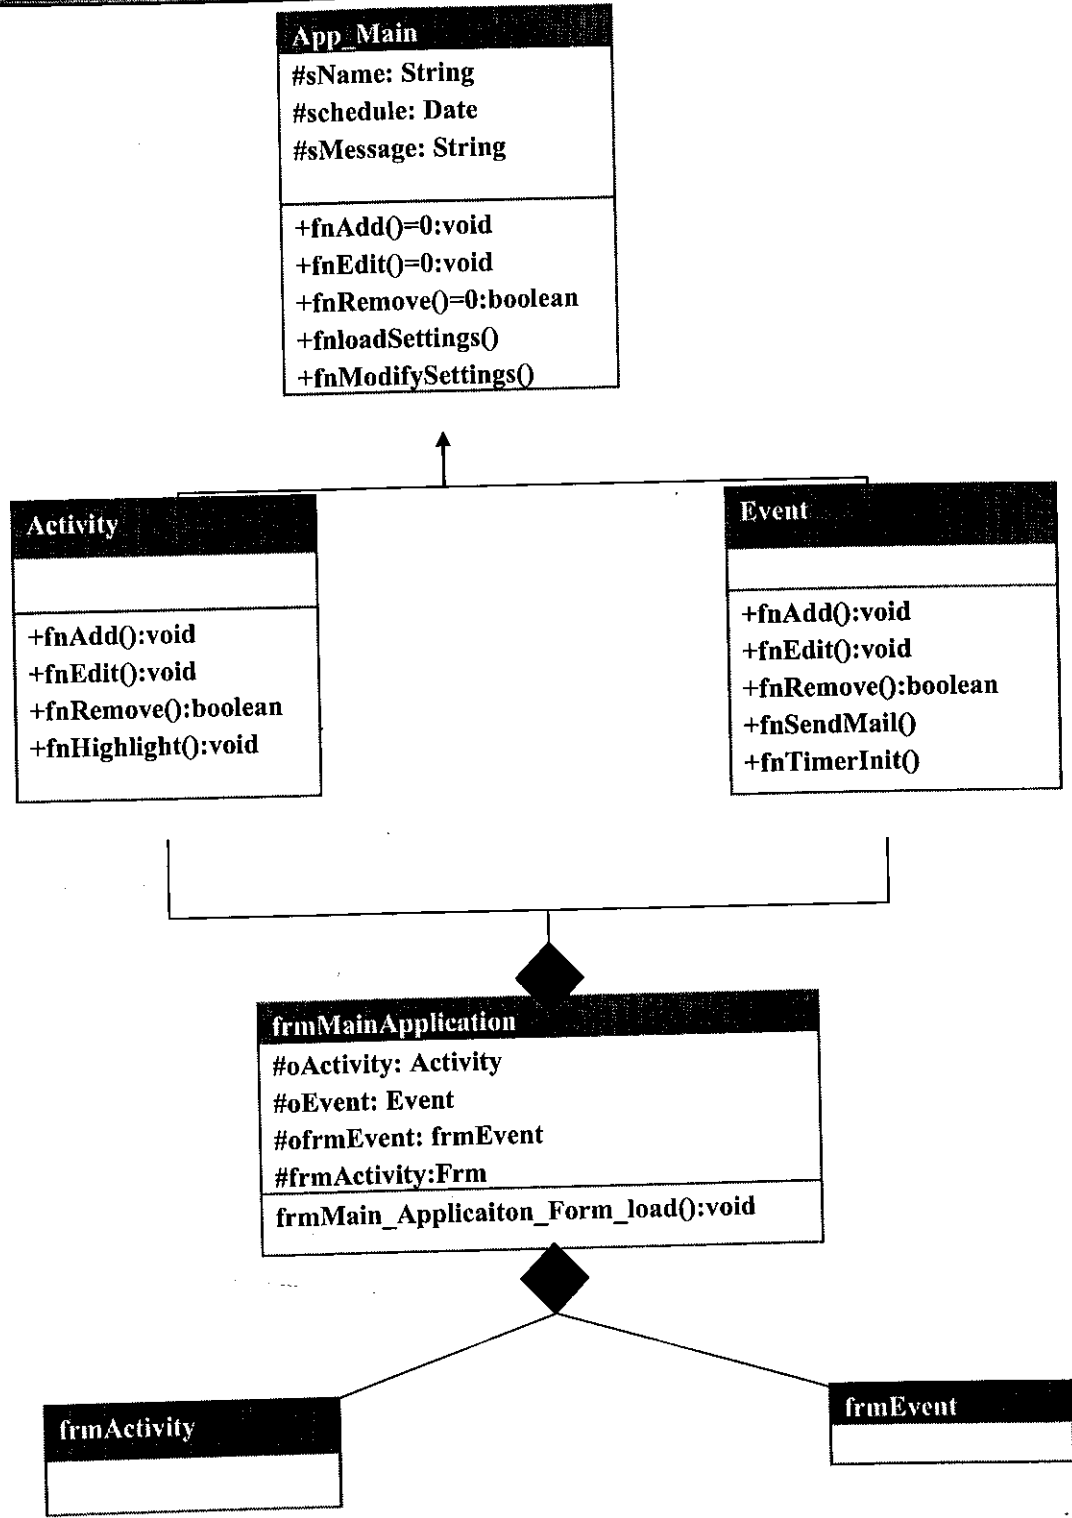 App_Main
#sName: String
#schedule: Date
#sMessage: String
+fnAdd()=0:void
+fnEdit()=0:void
+fnRemove()=0:boolean
+fnloadSettings()
+fnModifySettings()
Activity
+fnAdd():void
+fnEdit():void
+fnRemove():boolean
+fnHighlight():void
Event
+fnAdd():void
+fnEdit():void
+fnRemove():boolean
+fnSendMail()
+fnTimerInit()
frmMainApplication
#oActivity: Activity
#oEvent: Event
#ofrmEvent: frmEvent
#frmActivity:Frm
frmMain_Applicaiton_Form_load():void
frmActivity
frmEvent